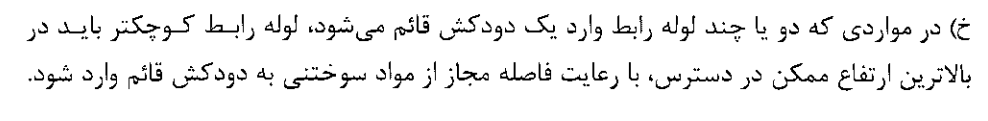 خ) در مواردی که دو یا چند لوله رابط وارد یک دودکش قائم می‌شود، لوله رابط کوچکتر باید در
بالاترین ارتفاع ممکن در دسترس، با رعایت فاصله مجاز از مواد سوختنی به دودکش قائم وارد شود.